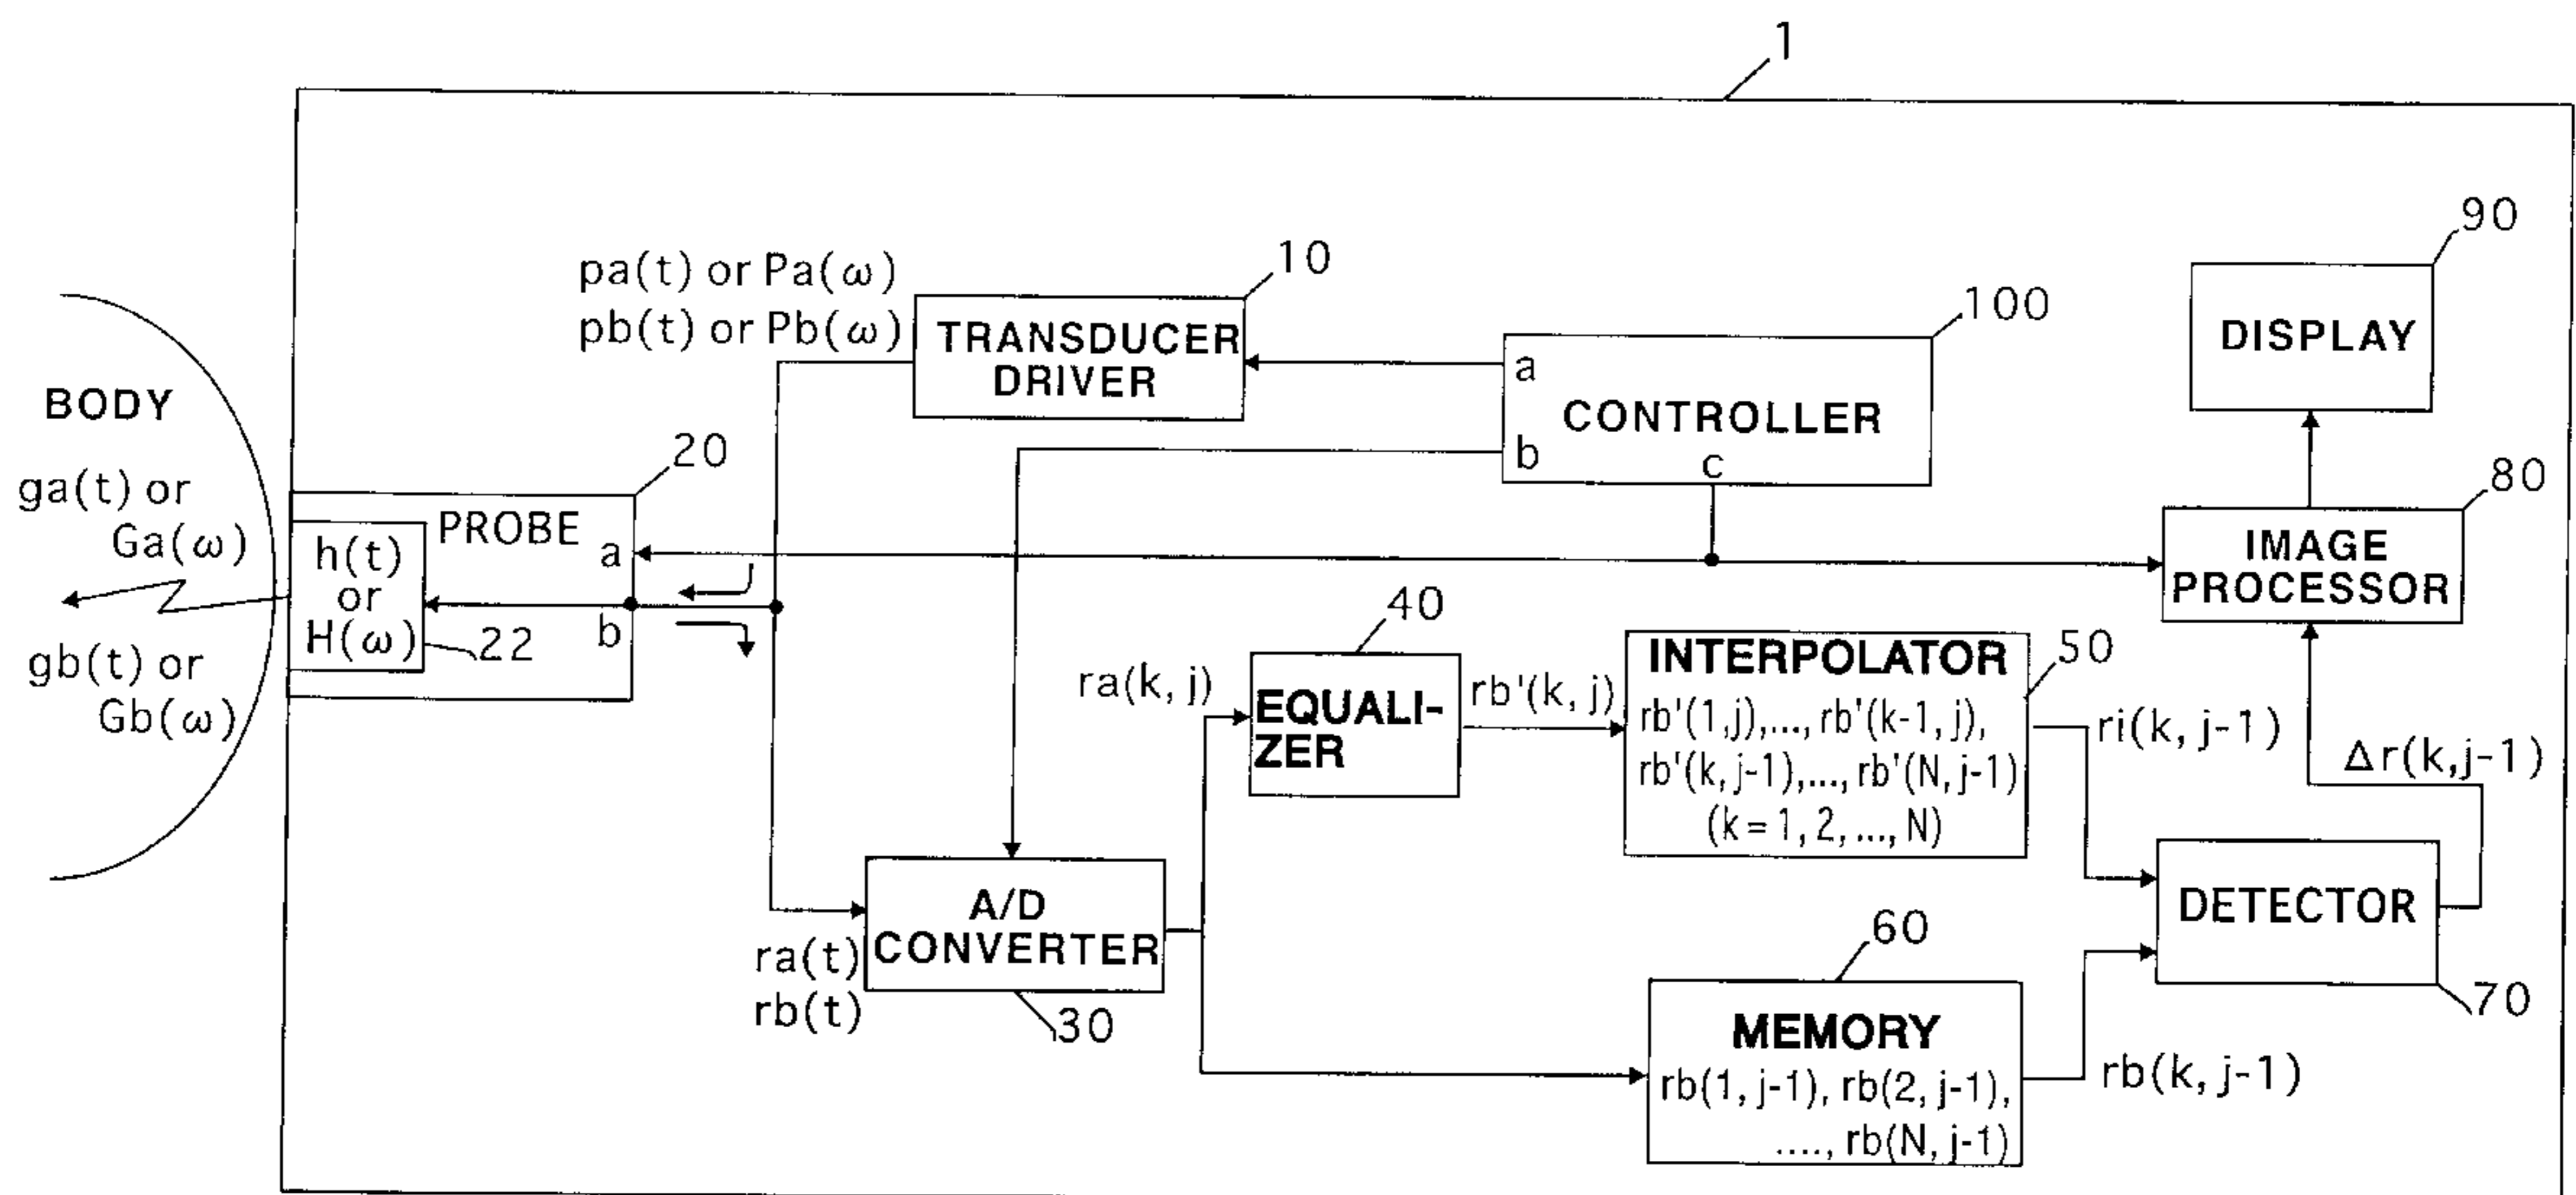 1
90
10
pa(t) or Pa(ω)
100
pb(t) or Pb(ω)
TRANSDUCER
DRIVER
DISPLAY
a
CONTROLLER
b
c
BODY
20
80
ga(t) or
Ga(ω)
PROBE
a
h(t)
or
H(ω)
b
22
IMAGE
PROCESSOR
gb(t) or
Gb(ω)
40
ra(k, j)
EQUALI-
ZER
rb'(k, j)
INTERPOLATOR
50
rb'(1,j),..., rb'(k-1, j),
rb'(k, j-1),..., rb'(N, j-1)
(k = 1, 2, ..., N)
ri(k, j-1)
Δr(k,j-1)
A/D
CONVERTER
ra(t)
rb(t)
30
DETECTOR
70
60
MEMORY
rb(1, j-1), rb(2, j-1),
...., rb(N, j-1)
rb(k, j-1)